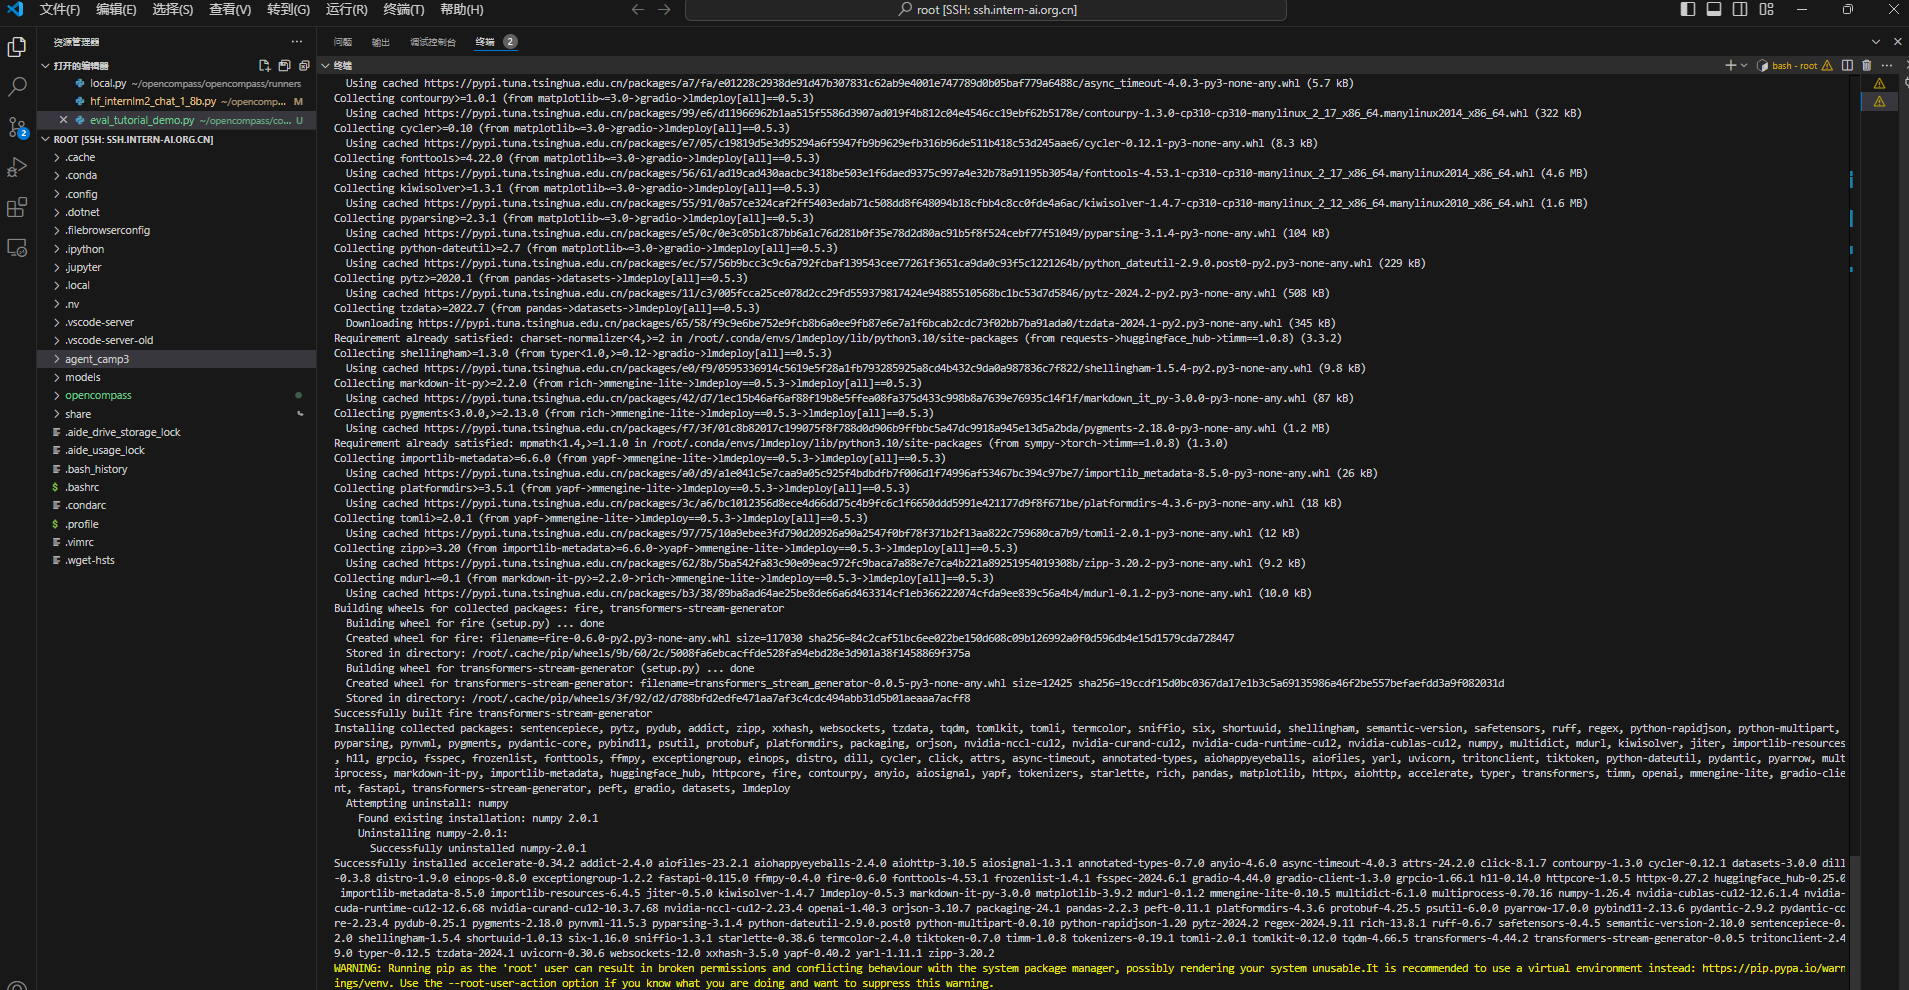 文件(F) 编辑(E) 选择(S) 查看(V) 转到(G) 运行(R) 终端(T) 帮助(H)
root [SSH: ssh.intern-ai.org.cn]
资源管理器
打开的编辑器
local.py ~/opencompass/opencompass/runners
hf_internlm2_chat_1_8b.py ~/opencomp... M
eval_tutorial_demo.py ~/opencompass/co... U
2
ROOT [SSH: SSH.INTERN-AI.ORG.CN]
.cache
.conda
.config
.dotnet
.filebrowserconfig
.ipython
.jupyter
.local
.nv
.vscode-server
.vscode-server-old
agent_camp3
models
opencompass
share
.aide_drive_storage_lock
.aide_usage_lock
.bash_history
$ .bashrc
.condarc
$ .profile
.vimrc
.wget-hsts
问题 输出 调试控制台 终端 2
终端
bash - root
Using cached https://pypi.tuna.tsinghua.edu.cn/packages/a7/fa/e01228c2938de91d47b307831c62ab9e4001e747789d0b05baf779a6488c/async_timeout-4.0.3-py3-none-any.whl (5.7 kB)
Collecting contourpy>=1.0.1 (from matplotlib~=3.0->gradio->lmdeploy[all]==0.5.3)
Using cached https://pypi.tuna.tsinghua.edu.cn/packages/99/e6/d11966962b1aa515f5586d3907ad019f4b812c04e4546cc19ebf62b5178e/contourpy-1.3.0-cp310-cp310-manylinux_2_17_x86_64.manylinux2014_x86_64.whl (322 kB)
Collecting cycler>=0.10 (from matplotlib~=3.0->gradio->lmdeploy[all]==0.5.3)
Using cached https://pypi.tuna.tsinghua.edu.cn/packages/e7/05/c19819d5e3d95294a6f5947fb9b9629efb316b96de511b418c53d245aae6/cycler-0.12.1-py3-none-any.whl (8.3 kB)
Collecting fonttools>=4.22.0 (from matplotlib~=3.0->gradio->lmdeploy[all]==0.5.3)
Using cached https://pypi.tuna.tsinghua.edu.cn/packages/56/61/ad19cad430aacbc3418be503e1f6daed9375c997a4e32b78a91195b3054a/fonttools-4.53.1-cp310-cp310-manylinux_2_17_x86_64.manylinux2014_x86_64.whl (4.6 MB)
Collecting kiwisolver>=1.3.1 (from matplotlib~=3.0->gradio->lmdeploy[all]==0.5.3)
Using cached https://pypi.tuna.tsinghua.edu.cn/packages/55/91/0a57ce324caf2ff5403edab71c508dd8f648094b18cfbb4c8cc0fde4a6ac/kiwisolver-1.4.7-cp310-cp310-manylinux_2_12_x86_64.manylinux2010_x86_64.whl (1.6 MB)
Collecting pyparsing>=2.3.1 (from matplotlib~=3.0->gradio->lmdeploy[all]==0.5.3)
Using cached https://pypi.tuna.tsinghua.edu.cn/packages/e5/0c/0e3c05b1c87bb6a1c76d281b0f35e78d2d80ac91b5f8f524cebf77f51049/pyparsing-3.1.4-py3-none-any.whl (104 kB)
Collecting python-dateutil>=2.7 (from matplotlib~=3.0->gradio->lmdeploy[all]==0.5.3)
Using cached https://pypi.tuna.tsinghua.edu.cn/packages/ec/57/56b9bcc3c9c6a792fcbaf139543cee77261f3651ca9da0c93f5c1221264b/python_dateutil-2.9.0.post0-py2.py3-none-any.whl (229 kB)
Collecting pytz>=2020.1 (from pandas->datasets->lmdeploy[all]==0.5.3)
Using cached https://pypi.tuna.tsinghua.edu.cn/packages/11/c3/005fcca25ce078d2cc29fd559379817424e94885510568bc1bc53d7d5846/pytz-2024.2-py2.py3-none-any.whl (508 kB)
Collecting tzdata>=2022.7 (from pandas->datasets->lmdeploy[all]==0.5.3)
Downloading https://pypi.tuna.tsinghua.edu.cn/packages/65/58/f9c9e6be752e9fcb8b6a0ee9fb87e6e7a1f6bcab2cdc73f02bb7ba91ada0/tzdata-2024.1-py2.py3-none-any.whl (345 kB)
Requirement already satisfied: charset-normalizer<4,>=2 in /root/.conda/envs/lmdeploy/lib/python3.10/site-packages (from requests->huggingface_hub->timm==1.0.8) (3.3.2)
Collecting shellingham>=1.3.0 (from typer<1.0,>=0.12->gradio->lmdeploy[all]==0.5.3)
Using cached https://pypi.tuna.tsinghua.edu.cn/packages/e0/f9/0595336914c5619e5f28a1fb793285925a8cd4b432c9da0a987836c7f822/shellingham-1.5.4-py2.py3-none-any.whl (9.8 kB)
Collecting markdown-it-py>=2.2.0 (from rich->mmengine-lite->lmdeploy==0.5.3->lmdeploy[all]==0.5.3)
Using cached https://pypi.tuna.tsinghua.edu.cn/packages/42/d7/1ec15b46af6af88f19b8e5ffea08fa375d433c998b8a7639e76935c14f1f/markdown_it_py-3.0.0-py3-none-any.whl (87 kB)
Collecting pygments<3.0.0,>=2.13.0 (from rich->mmengine-lite->lmdeploy==0.5.3->lmdeploy[all]==0.5.3)
Using cached https://pypi.tuna.tsinghua.edu.cn/packages/f7/3f/01c8b82017c199075f8f788d0d906b9ffbbc5a47dc9918a945e13d5a2bda/pygments-2.18.0-py3-none-any.whl (1.2 MB)
Requirement already satisfied: mpmath<1.4,>=1.1.0 in /root/.conda/envs/lmdeploy/lib/python3.10/site-packages (from sympy->torch->timm==1.0.8) (1.3.0)
Collecting importlib-metadata>=6.6.0 (from yapf->mmengine-lite->lmdeploy==0.5.3->lmdeploy[all]==0.5.3)
Using cached https://pypi.tuna.tsinghua.edu.cn/packages/a0/d9/a1e041c5e7caa9a05c925f4bdbdfb7f006d1f74996af53467bc394c97be7/importlib_metadata-8.5.0-py3-none-any.whl (26 kB)
Collecting platformdirs>=3.5.1 (from yapf->mmengine-lite->lmdeploy==0.5.3->lmdeploy[all]==0.5.3)
Using cached https://pypi.tuna.tsinghua.edu.cn/packages/3c/a6/bc1012356d8ece4d66dd75c4b9fc6c1f6650ddd5991e421177d9f8f671be/platformdirs-4.3.6-py3-none-any.whl (18 kB)
Collecting tomli>=2.0.1 (from yapf->mmengine-lite->lmdeploy==0.5.3->lmdeploy[all]==0.5.3)
Using cached https://pypi.tuna.tsinghua.edu.cn/packages/97/75/10a9ebee3fd790d20926a90a2547f0bf78f371b2f13aa822c759680ca7b9/tomli-2.0.1-py3-none-any.whl (12 kB)
Collecting zipp>=3.20 (from importlib-metadata>=6.6.0->yapf->mmengine-lite->lmdeploy==0.5.3->lmdeploy[all]==0.5.3)
Using cached https://pypi.tuna.tsinghua.edu.cn/packages/62/8b/5ba542fa83c90e09eac972fc9baca7a88e7e7ca4b221a89251954019308b/zipp-3.20.2-py3-none-any.whl (9.2 kB)
Collecting mdurl~=0.1 (from markdown-it-py>=2.2.0->rich->mmengine-lite->lmdeploy==0.5.3->lmdeploy[all]==0.5.3)
Using cached https://pypi.tuna.tsinghua.edu.cn/packages/b3/38/89ba8ad64ae25be8de66a6d463314cf1eb366222074cfda9ee839c56a4b4/mdurl-0.1.2-py3-none-any.whl (10.0 kB)
Building wheels for collected packages: fire, transformers-stream-generator
Building wheel for fire (setup.py) ... done
Created wheel for fire: filename=fire-0.6.0-py2.py3-none-any.whl size=117030 sha256=84c2caf51bc6ee022be150d608c09b126992a0f0d596db4e15d1579cda728447
Stored in directory: /root/.cache/pip/wheels/9b/60/2c/5008fa6ebcacffde528fa94ebd28e3d901a38f1458869f375a
Building wheel for transformers-stream-generator (setup.py) ... done
Created wheel for transformers-stream-generator: filename=transformers_stream_generator-0.0.5-py3-none-any.whl size=12425 sha256=19ccdf15d0bc0367da17e1b3c5a69135986a46f2be557befaefdd3a9f082031d
Stored in directory: /root/.cache/pip/wheels/3f/92/d2/d788bfd2edfe471aa7af3c4cdc494abb31d5b01aeaaa7acff8
Successfully built fire transformers-stream-generator
Installing collected packages: sentencepiece, pytz, pydub, addict, zipp, xxhash, websockets, tzdata, tqdm, tomlkit, tomli, termcolor, sniffio, six, shortuuid, shellingham, semantic-version, safetensors, ruff, regex, python-rapidjson, python-multipart,
pyparsing, pynvml, pygments, pydantic-core, pybind11, psutil, protobuf, platformdirs, packaging, orjson, nvidia-nccl-cu12, nvidia-curand-cu12, nvidia-cuda-runtime-cu12, nvidia-cublas-cu12, numpy, multidict, mdurl, kiwisolver, jiter, importlib-resources
, h11, grpcio, fsspec, frozenlist, fonttools, ffmpy, exceptiongroup, einops, distro, dill, cycler, click, attrs, async-timeout, annotated-types, aiohappyeyeballs, aiofiles, yarl, uvicorn, tritonclient, tiktoken, python-dateutil, pydantic, pyarrow, mult
iprocess, markdown-it-py, importlib-metadata, huggingface_hub, httpcore, fire, contourpy, anyio, aiosignal, yapf, tokenizers, starlette, rich, pandas, matplotlib, httpx, aiohttp, accelerate, typer, transformers, timm, openai, mmengine-lite, gradio-clie
nt, fastapi, transformers-stream-generator, peft, gradio, datasets, lmdeploy
Attempting uninstall: numpy
Found existing installation: numpy 2.0.1
Uninstalling numpy-2.0.1:
Successfully uninstalled numpy-2.0.1
Successfully installed accelerate-0.34.2 addict-2.4.0 aiofiles-23.2.1 aiohappyeyeballs-2.4.0 aiohttp-3.10.5 aiosignal-1.3.1 annotated-types-0.7.0 anyio-4.6.0 async-timeout-4.0.3 attrs-24.2.0 click-8.1.7 contourpy-1.3.0 cycler-0.12.1 datasets-3.0.0 dill
-0.3.8 distro-1.9.0 einops-0.8.0 exceptiongroup-1.2.2 fastapi-0.115.0 ffmpy-0.4.0 fire-0.6.0 fonttools-4.53.1 frozenlist-1.4.1 fsspec-2024.6.1 gradio-4.44.0 gradio-client-1.3.0 grpcio-1.66.1 h11-0.14.0 httpcore-1.0.5 httpx-0.27.2 huggingface_hub-0.25.0
importlib-metadata-8.5.0 importlib-resources-6.4.5 jiter-0.5.0 kiwisolver-1.4.7 lmdeploy-0.5.3 markdown-it-py-3.0.0 matplotlib-3.9.2 mdurl-0.1.2 mmengine-lite-0.10.5 multidict-6.1.0 multiprocess-0.70.16 numpy-1.26.4 nvidia-cublas-cu12-12.6.1.4 nvidia-
cuda-runtime-cu12-12.6.68 nvidia-curand-cu12-10.3.7.68 nvidia-nccl-cu12-2.23.4 openai-1.40.3 orjson-3.10.7 packaging-24.1 pandas-2.2.3 peft-0.11.1 platformdirs-4.3.6 protobuf-4.25.5 psutil-6.0.0 pyarrow-17.0.0 pybind11-2.13.6 pydantic-2.9.2 pydantic-co
re-2.23.4 pydub-0.25.1 pygments-2.18.0 pynvml-11.5.3 pyparsing-3.1.4 python-dateutil-2.9.0.post0 python-multipart-0.0.10 python-rapidjson-1.20 pytz-2024.2 regex-2024.9.11 rich-13.8.1 ruff-0.6.7 safetensors-0.4.5 semantic-version-2.10.0 sentencepiece-0.
2.0 shellingham-1.5.4 shortuuid-1.0.13 six-1.16.0 sniffio-1.3.1 starlette-0.38.6 termcolor-2.4.0 tiktoken-0.7.0 timm-1.0.8 tokenizers-0.19.1 tomli-2.0.1 tomlkit-0.12.0 tqdm-4.66.5 transformers-4.44.2 transformers-stream-generator-0.0.5 tritonclient-2.4
9.0 typer-0.12.5 tzdata-2024.1 uvicorn-0.30.6 websockets-12.0 xxhash-3.5.0 yapf-0.40.2 yarl-1.11.1 zipp-3.20.2
WARNING: Running pip as the 'root' user can result in broken permissions and conflicting behaviour with the system package manager, possibly rendering your system unusable.It is recommended to use a virtual environment instead: https://pip.pypa.io/warn
ings/venv. Use the --root-user-action option if you know what you are doing and want to suppress this warning.